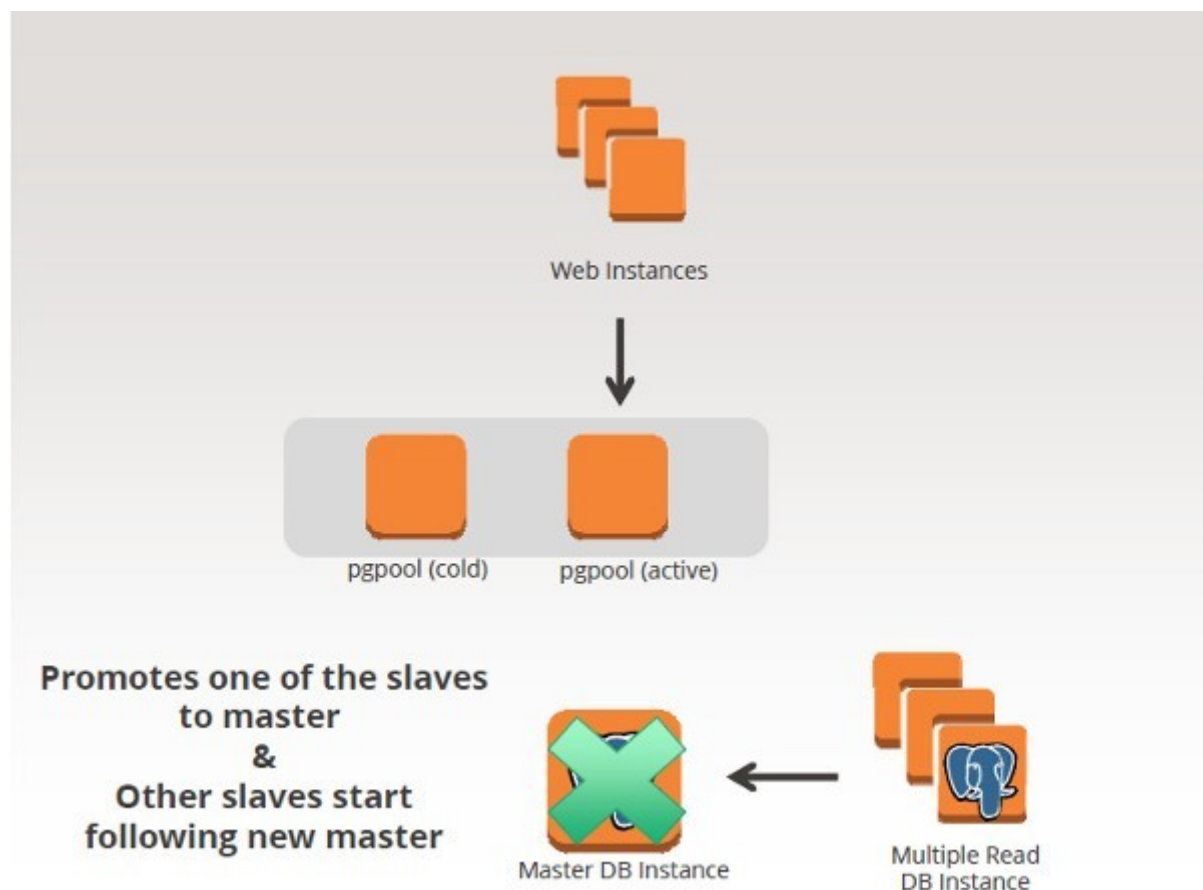 Web Instances
pgpool (cold)
pgpool (active)
Promotes one of the slaves
to master
&
Other slaves start
following new master
Master DB Instance
Multiple Read
DB Instance